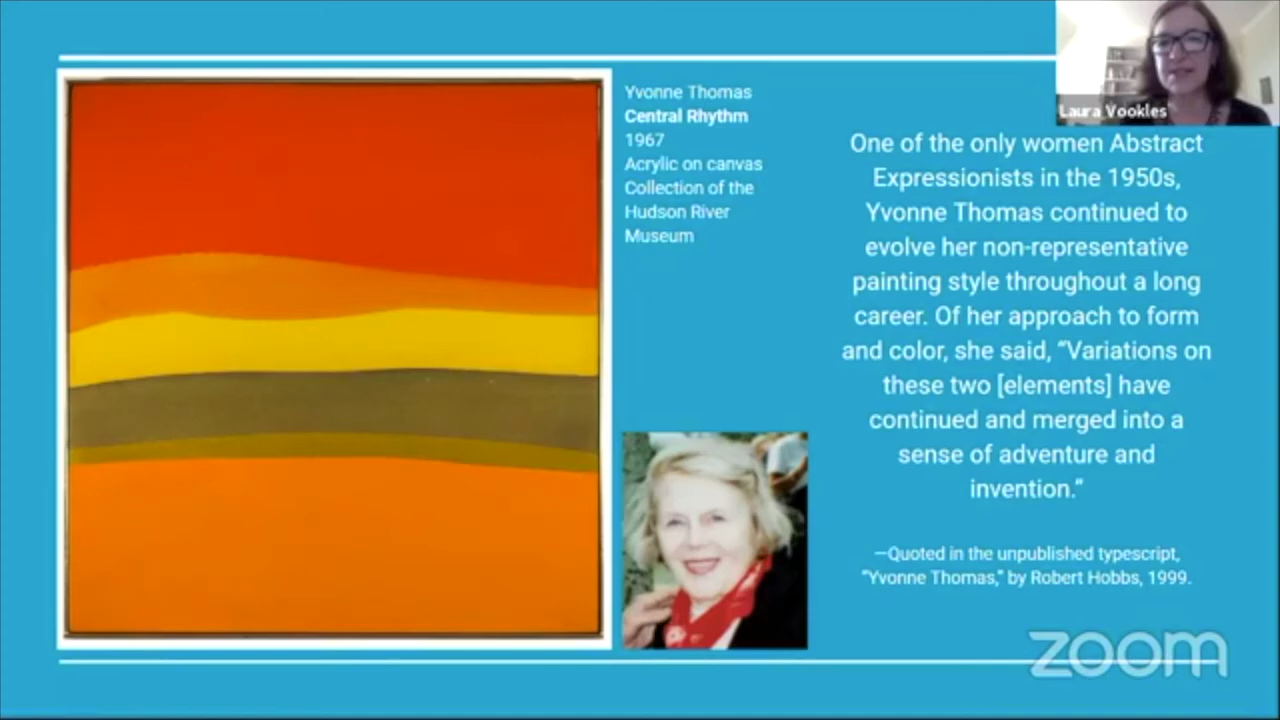 Yvonne Thomas
Central Rhythm
1967
Acrylic on canvas
Collection of the
Hudson River
Museum
Laura Vookles
One of the only women Abstract
Expressionists in the 1950s,
Yvonne Thomas continued to
evolve her non-representative
painting style throughout a long
career. Of her approach to form
and color, she said, “Variations on
these two [elements] have
continued and merged into a
sense of adventure and
invention.”
—Quoted in the unpublished typescript,
“Yvonne Thomas,” by Robert Hobbs, 1999.
zoom